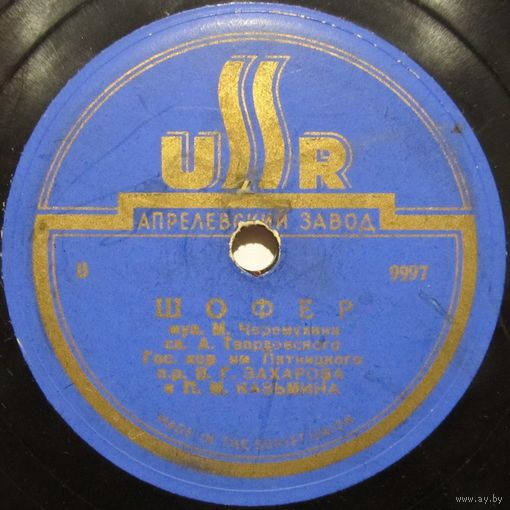 USSR
АПРЕЛЕВСКИЙ ЗАВОД
В 9997
ШОФЕР
муз. М. Черемухина
сл. А. Твардовского
Гос. хор им Пятницкого
п.р. В. Г. ЗАХАРОВА
и П. М. КАЗЬМИНА
MADE IN THE SOVIET UNION
www.ay.by